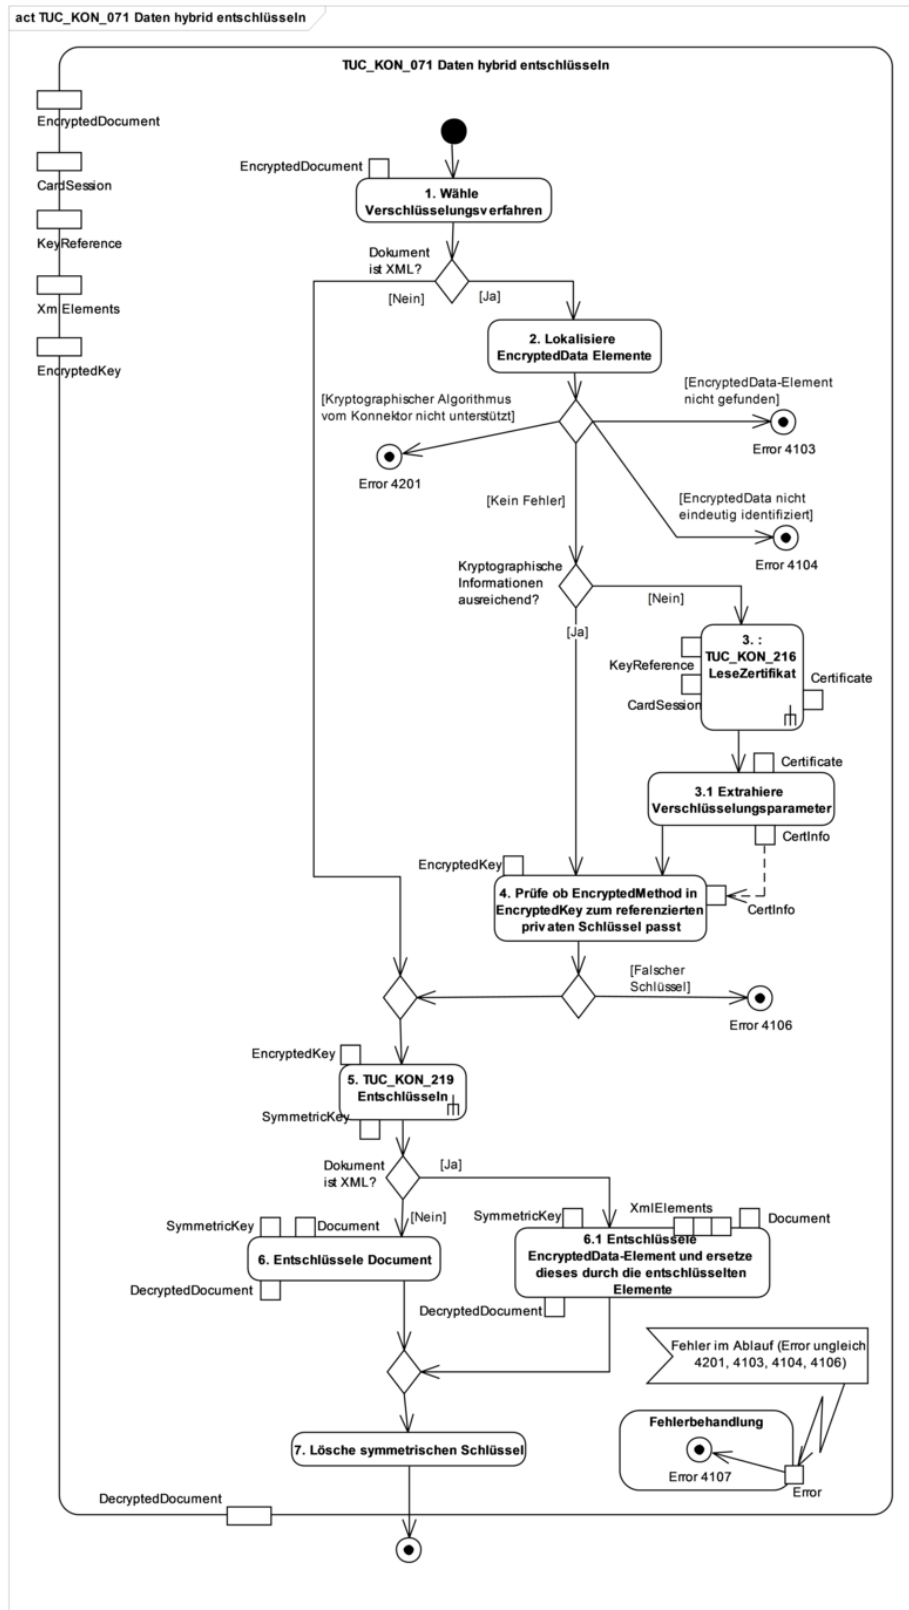 act TUC_KON_071 Daten hybrid entschlüsseln
TUC_KON_071 Daten hybrid entschlüsseln
EncryptedDocument
CardSession
KeyReference
XmlElements
EncryptedKey
EncryptedDocument
1. Wähle
Verschlüsselungsverfahren
Dokument
ist XML?
[Nein]
[Ja]
2. Lokalisiere
EncryptedData Elemente
[Kryptographischer Algorithmus
vom Konnektor nicht unterstützt]
[EncryptedData-Element
nicht gefunden]
Error 4103
Error 4201
[Kein Fehler]
[EncryptedData nicht
eindeutig identifiziert]
Error 4104
Kryptographische
Informationen
ausreichend?
[Nein]
[Ja]
3. :
TUC_KON_216
LeseZertifikat
KeyReference
CardSession
Certificate
Certificate
3.1 Extrahiere
Verschlüsselungsparameter
CertInfo
EncryptedKey
4. Prüfe ob EncryptedMethod in
EncryptedKey zum referenzierten
privaten Schlüssel passt
CertInfo
[Falscher
Schlüssel]
Error 4106
EncryptedKey
5. TUC_KON_219
Entschlüsseln
SymmetricKey
Dokument
ist XML?
[Ja]
[Nein]
SymmetricKey
Document
6. Entschlüssele Document
DecryptedDocument
SymmetricKey
XmlElements
Document
6.1 Entschlüssele
EncryptedData-Element und ersetze
dieses durch die entschlüsselten
Elemente
DecryptedDocument
Fehler im Ablauf (Error ungleich
4201, 4103, 4104, 4106)
Fehlerbehandlung
Error 4107
Error
7. Lösche symmetrischen Schlüssel
DecryptedDocument